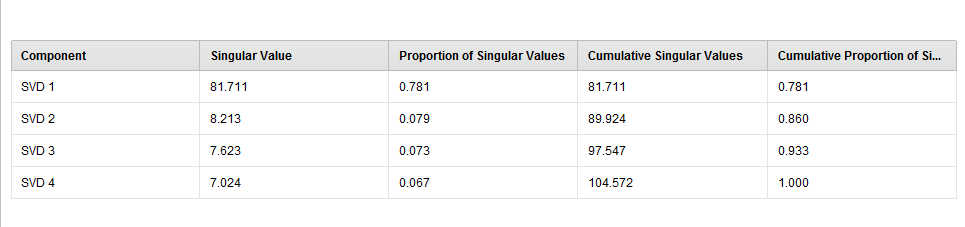 Component Singular Value Proportion of Singular Values Cumulative Singular Values Cumulative Proportion of Si...
SVD 1 81.711 0.781 81.711 0.781
SVD 2 8.213 0.079 89.924 0.860
SVD 3 7.623 0.073 97.547 0.933
SVD 4 7.024 0.067 104.572 1.000